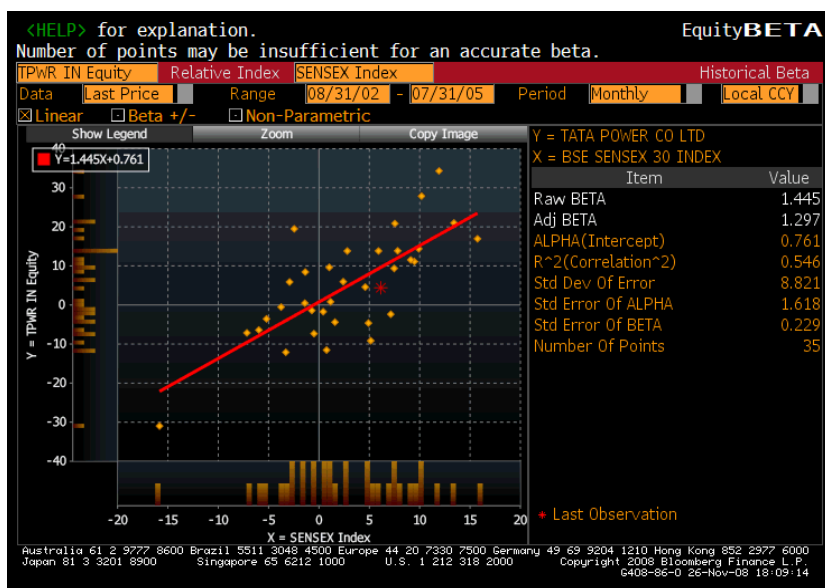 <HELP> for explanation. EquityBETA
Number of points may be insufficient for an accurate beta.
TPWR IN Equity Relative Index SENSEX Index Historical Beta
Data Last Price Range 08/31/02 - 07/31/05 Period Monthly Local CCY
Linear Beta +/- Non-Parametric
Show Legend Zoom Copy Image
Y = TATA POWER CO LTD
X = BSE SENSEX 30 INDEX
Item Value
Raw BETA 1.445
Adj BETA 1.297
ALPHA(Intercept) 0.761
R^2(Correlation^2) 0.546
Std Dev Of Error 8.821
Std Error Of ALPHA 1.618
Std Error Of BETA 0.229
Number Of Points 35
* Last Observation
Y=1.445X+0.761
Y = TPWR IN Equity
40
30
20
10
0
-10
-20
-30
-40
-20 -15 -10 -5 0 5 10 15 20
X = SENSEX Index
Australia 61 2 9777 8600 Brazil 5511 3048 4500 Europe 44 20 7330 7500 Germany 49 69 9204 1210 Hong Kong 852 2977 6000
Japan 81 3 3201 8900 Singapore 65 6212 1000 U.S. 1 212 318 2000 Copyright 2008 Bloomberg Finance L.P.
G408-86-0 26-Nov-08 18:09:14